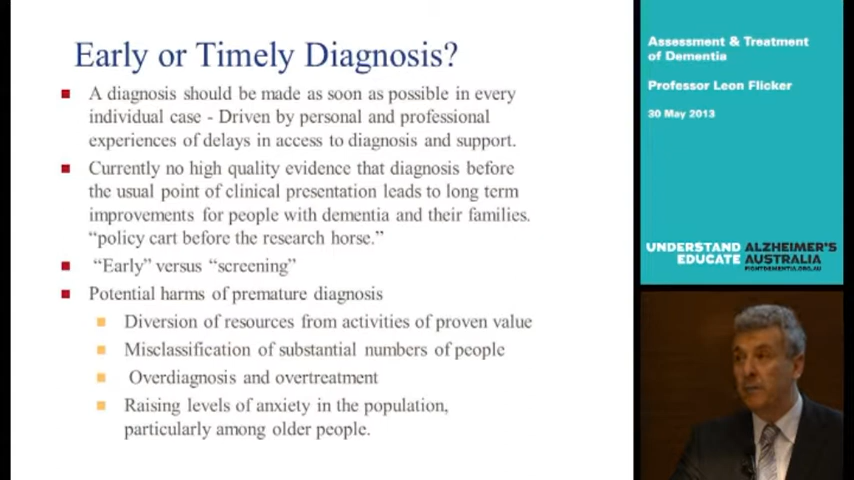 Early or Timely Diagnosis?
A diagnosis should be made as soon as possible in every
individual case - Driven by personal and professional
experiences of delays in access to diagnosis and support.
Currently no high quality evidence that diagnosis before
the usual point of clinical presentation leads to long term
improvements for people with dementia and their families.
“policy cart before the research horse.”
“Early” versus “screening”
Potential harms of premature diagnosis
Diversion of resources from activities of proven value
Misclassification of substantial numbers of people
Overdiagnosis and overtreatment
Raising levels of anxiety in the population,
particularly among older people.
Assessment & Treatment
of Dementia
Professor Leon Flicker
30 May 2013
UNDERSTAND ALZHEIMER'S
EDUCATE AUSTRALIA
FIGHTDEMENTIA.ORG.AU